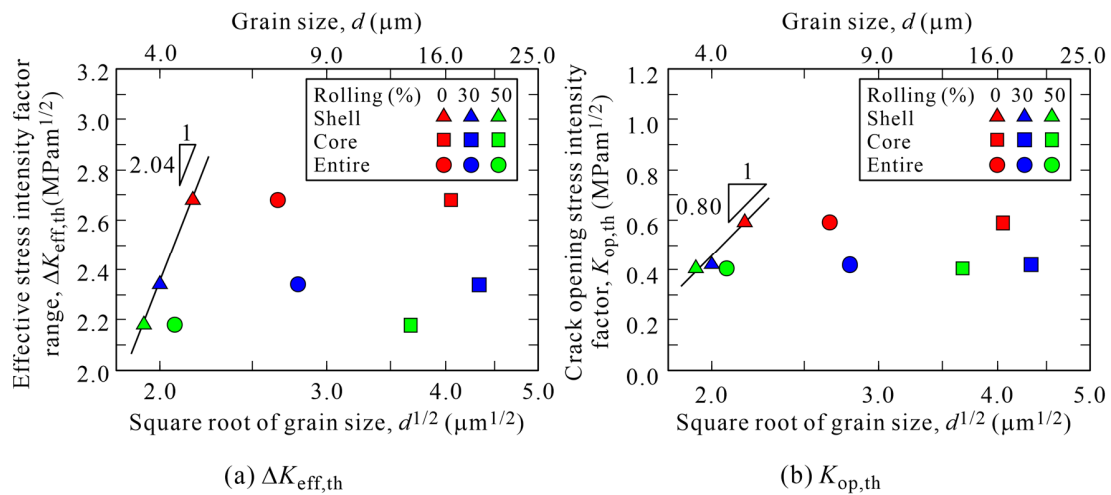 Grain size, d (μm)
4.0 9.0 16.0 25.0
Effective stress intensity factor
range, ΔKeff,th(MPam1/2)
3.2
3.0
2.8
2.6
2.4
2.2
2.0
Rolling (%) 0 30 50
Shell
Core
Entire
1
2.04
2.0 3.0 4.0 5.0
Square root of grain size, d1/2 (μm1/2)
(a) ΔKeff,th
Grain size, d (μm)
4.0 9.0 16.0 25.0
Crack opening stress intensity
factor, Kop,th(MPam1/2)
1.2
1.0
0.8
0.6
0.4
0.2
0.0
Rolling (%) 0 30 50
Shell
Core
Entire
1
0.80
2.0 3.0 4.0 5.0
Square root of grain size, d1/2 (μm1/2)
(b) Kop,th